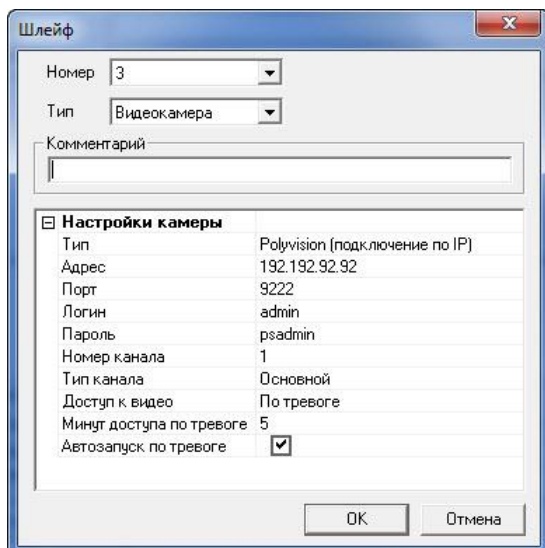 Шлейф
Номер 3
Тип Видеокамера
Комментарий
Настройки камеры
Тип Polyvision (подключение по IP)
Адрес 192.192.92.92
Порт 9222
Логин admin
Пароль psadmin
Номер канала 1
Тип канала Основной
Доступ к видео По тревоге
Минут доступа по тревоге 5
Автозапуск по тревоге
OK Отмена